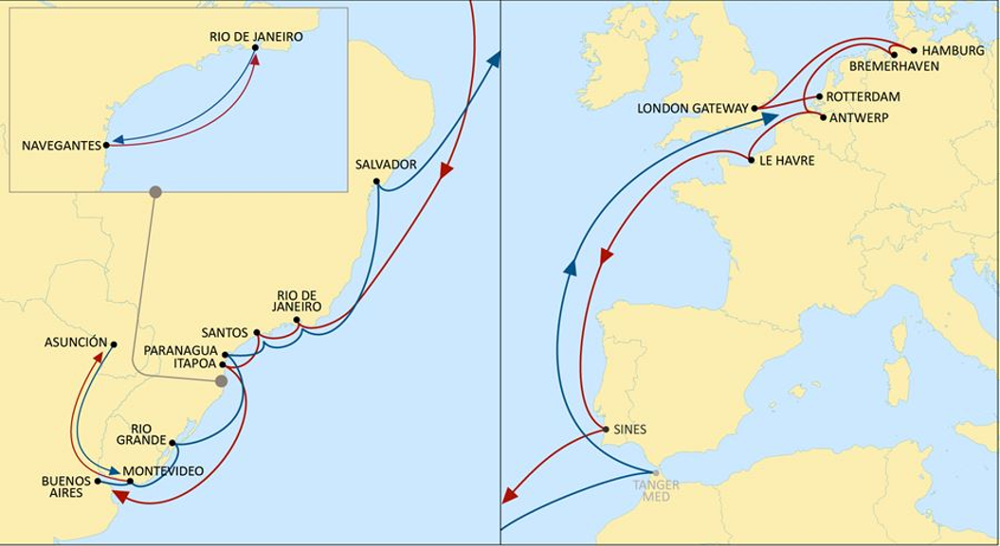 RIO DE JANEIRO
NAVEGANTES
SALVADOR
RIO DE
JANEIRO
SANTOS
ASUNCIÓN
PARANAGUA
ITAPOA
RIO
GRANDE
MONTEVIDEO
BUENOS
AIRES
HAMBURG
BREMERHAVEN
ROTTERDAM
LONDON GATEWAY
ANTWERP
LE HAVRE
SINES
TANGER
MED